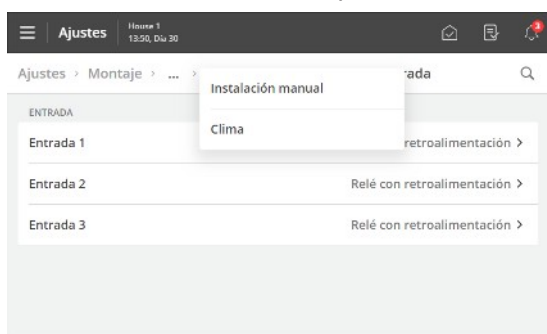 Ajustes
House 1
13:50, Día 30
3
Ajustes > Montaje > ... >
Instalación manual
Clima
ENTRADA
Entrada 1
retroalimentación >
Entrada 2 Relé con retroalimentación >
Entrada 3 Relé con retroalimentación >